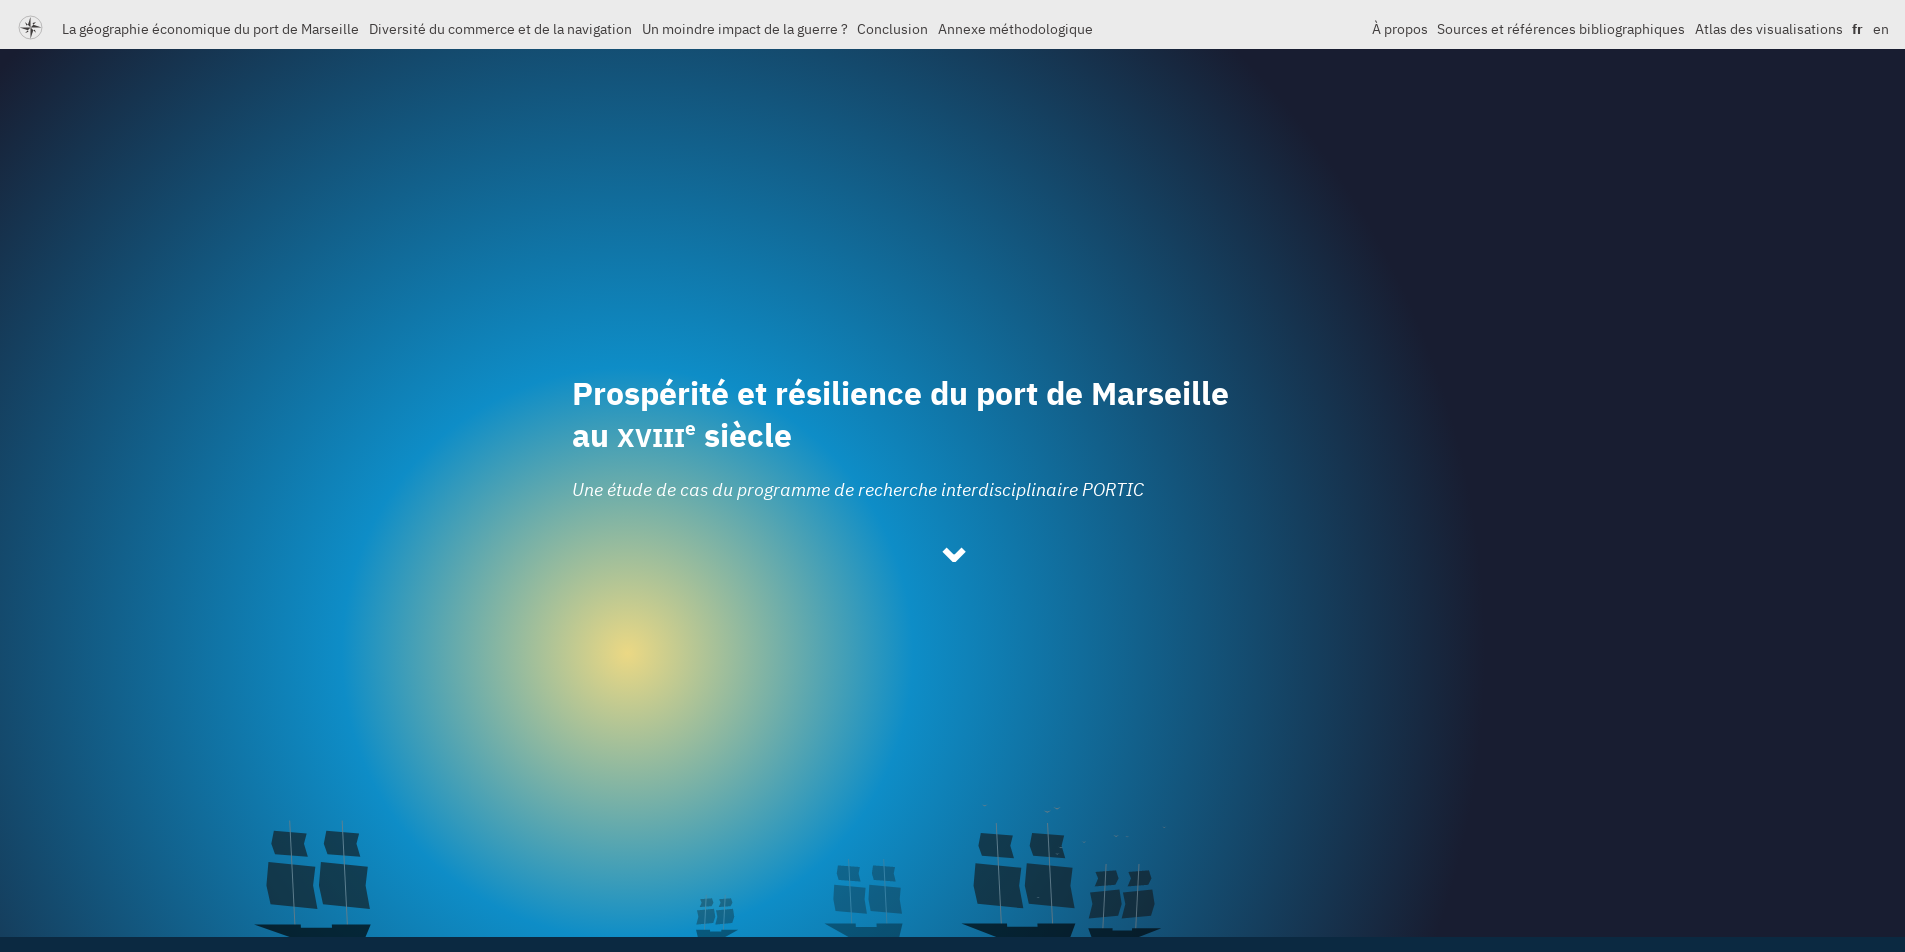 La géographie économique du port de Marseille Diversité du commerce et de la navigation Un moindre impact de la guerre ? Conclusion Annexe méthodologique À propos Sources et références bibliographiques Atlas des visualisations fr en
Prospérité et résilience du port de Marseille
au XVIIIe siècle
Une étude de cas du programme de recherche interdisciplinaire PORTIC